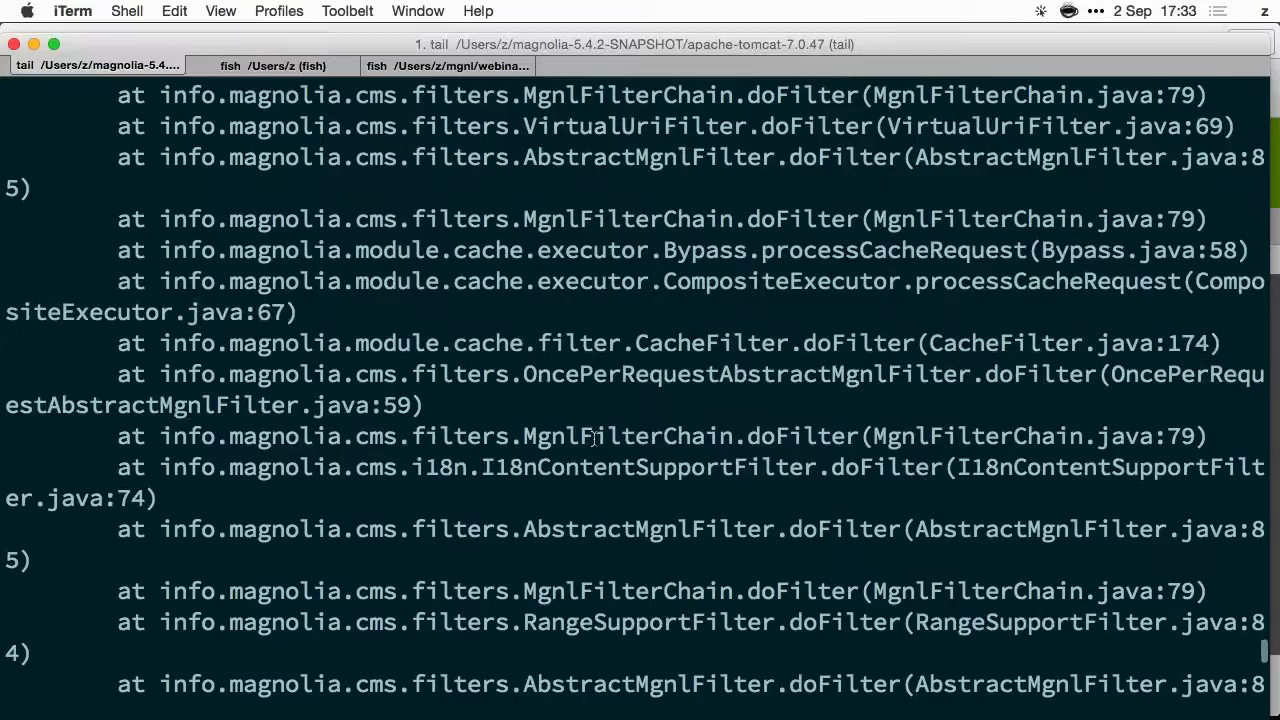 iTerm Shell Edit View Profiles Toolbelt Window Help ••• 2 Sep 17:33 z
1. tail /Users/z/magnolia-5.4.2-SNAPSHOT/apache-tomcat-7.0.47 (tail)
tail /Users/z/magnolia-5.4.... fish /Users/z (fish) fish /Users/z/mgnl/webina...
at info.magnolia.cms.filters.MgnlFilterChain.doFilter(MgnlFilterChain.java:79)
at info.magnolia.cms.filters.VirtualUriFilter.doFilter(VirtualUriFilter.java:69)
at info.magnolia.cms.filters.AbstractMgnlFilter.doFilter(AbstractMgnlFilter.java:8
5)
at info.magnolia.cms.filters.MgnlFilterChain.doFilter(MgnlFilterChain.java:79)
at info.magnolia.module.cache.executor.Bypass.processCacheRequest(Bypass.java:58)
at info.magnolia.module.cache.executor.CompositeExecutor.processCacheRequest(Compo
siteExecutor.java:67)
at info.magnolia.module.cache.filter.CacheFilter.doFilter(CacheFilter.java:174)
at info.magnolia.cms.filters.OncePerRequestAbstractMgnlFilter.doFilter(OncePerRequ
estAbstractMgnlFilter.java:59)
at info.magnolia.cms.filters.MgnlFilterChain.doFilter(MgnlFilterChain.java:79)
at info.magnolia.cms.i18n.I18nContentSupportFilter.doFilter(I18nContentSupportFilt
er.java:74)
at info.magnolia.cms.filters.AbstractMgnlFilter.doFilter(AbstractMgnlFilter.java:8
5)
at info.magnolia.cms.filters.MgnlFilterChain.doFilter(MgnlFilterChain.java:79)
at info.magnolia.cms.filters.RangeSupportFilter.doFilter(RangeSupportFilter.java:8
4)
at info.magnolia.cms.filters.AbstractMgnlFilter.doFilter(AbstractMgnlFilter.java:8